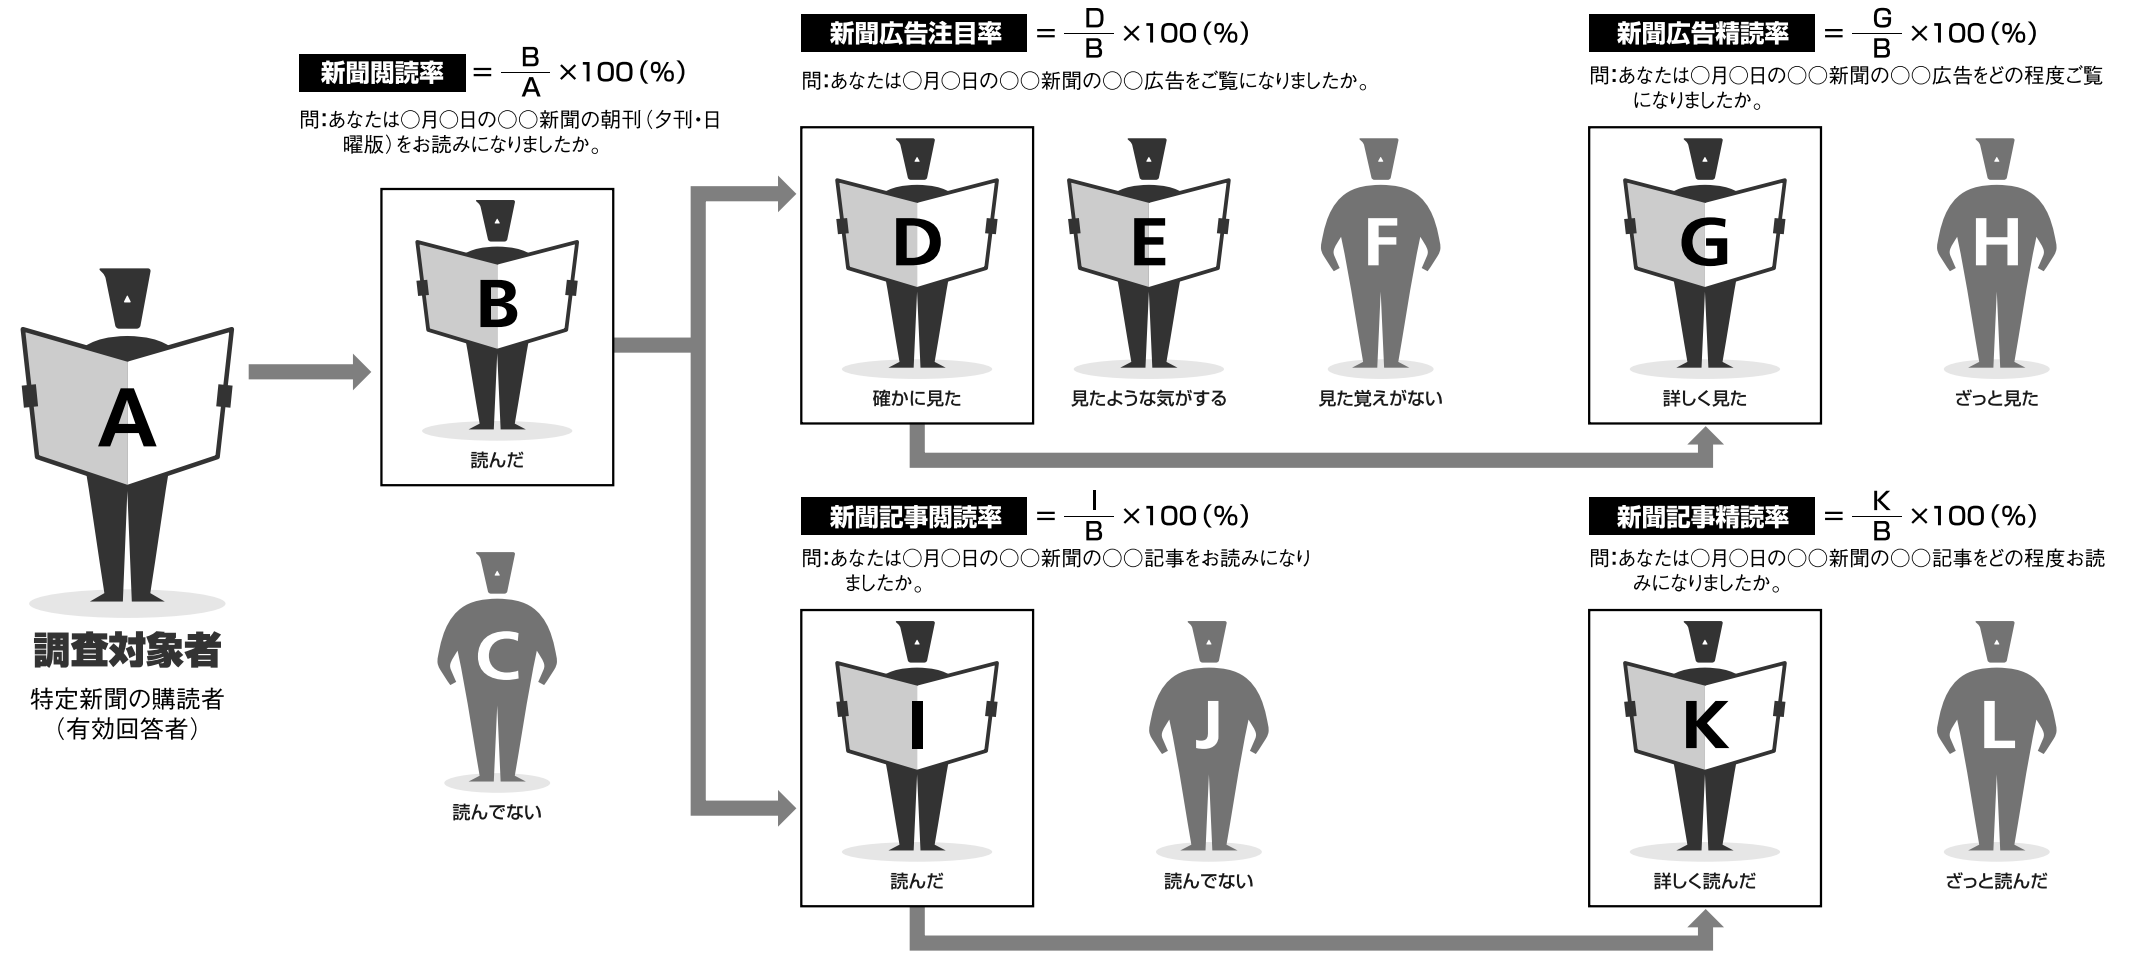 新聞閲読率 = B/A ×100(%)
問：あなたは○月○日の○○新聞の朝刊（夕刊・日
曜版）をお読みになりましたか。
A
調査対象者
特定新聞の購読者
（有効回答者）
B
読んだ
C
読んでない
新聞広告注目率 = D/B ×100(%)
問：あなたは○月○日の○○新聞の○○広告をご覧になりましたか。
D
確かに見た
E
見たような気がする
F
見た覚えがない
新聞広告精読率 = G/B ×100(%)
問：あなたは○月○日の○○新聞の○○広告をどの程度ご覧
になりましたか。
G
詳しく見た
H
ざっと見た
新聞記事閲読率 = I/B ×100(%)
問：あなたは○月○日の○○新聞の○○記事をお読みになり
ましたか。
I
読んだ
J
読んでない
新聞記事精読率 = K/B ×100(%)
問：あなたは○月○日の○○新聞の○○記事をどの程度お読
みになりましたか。
K
詳しく読んだ
L
ざっと読んだ